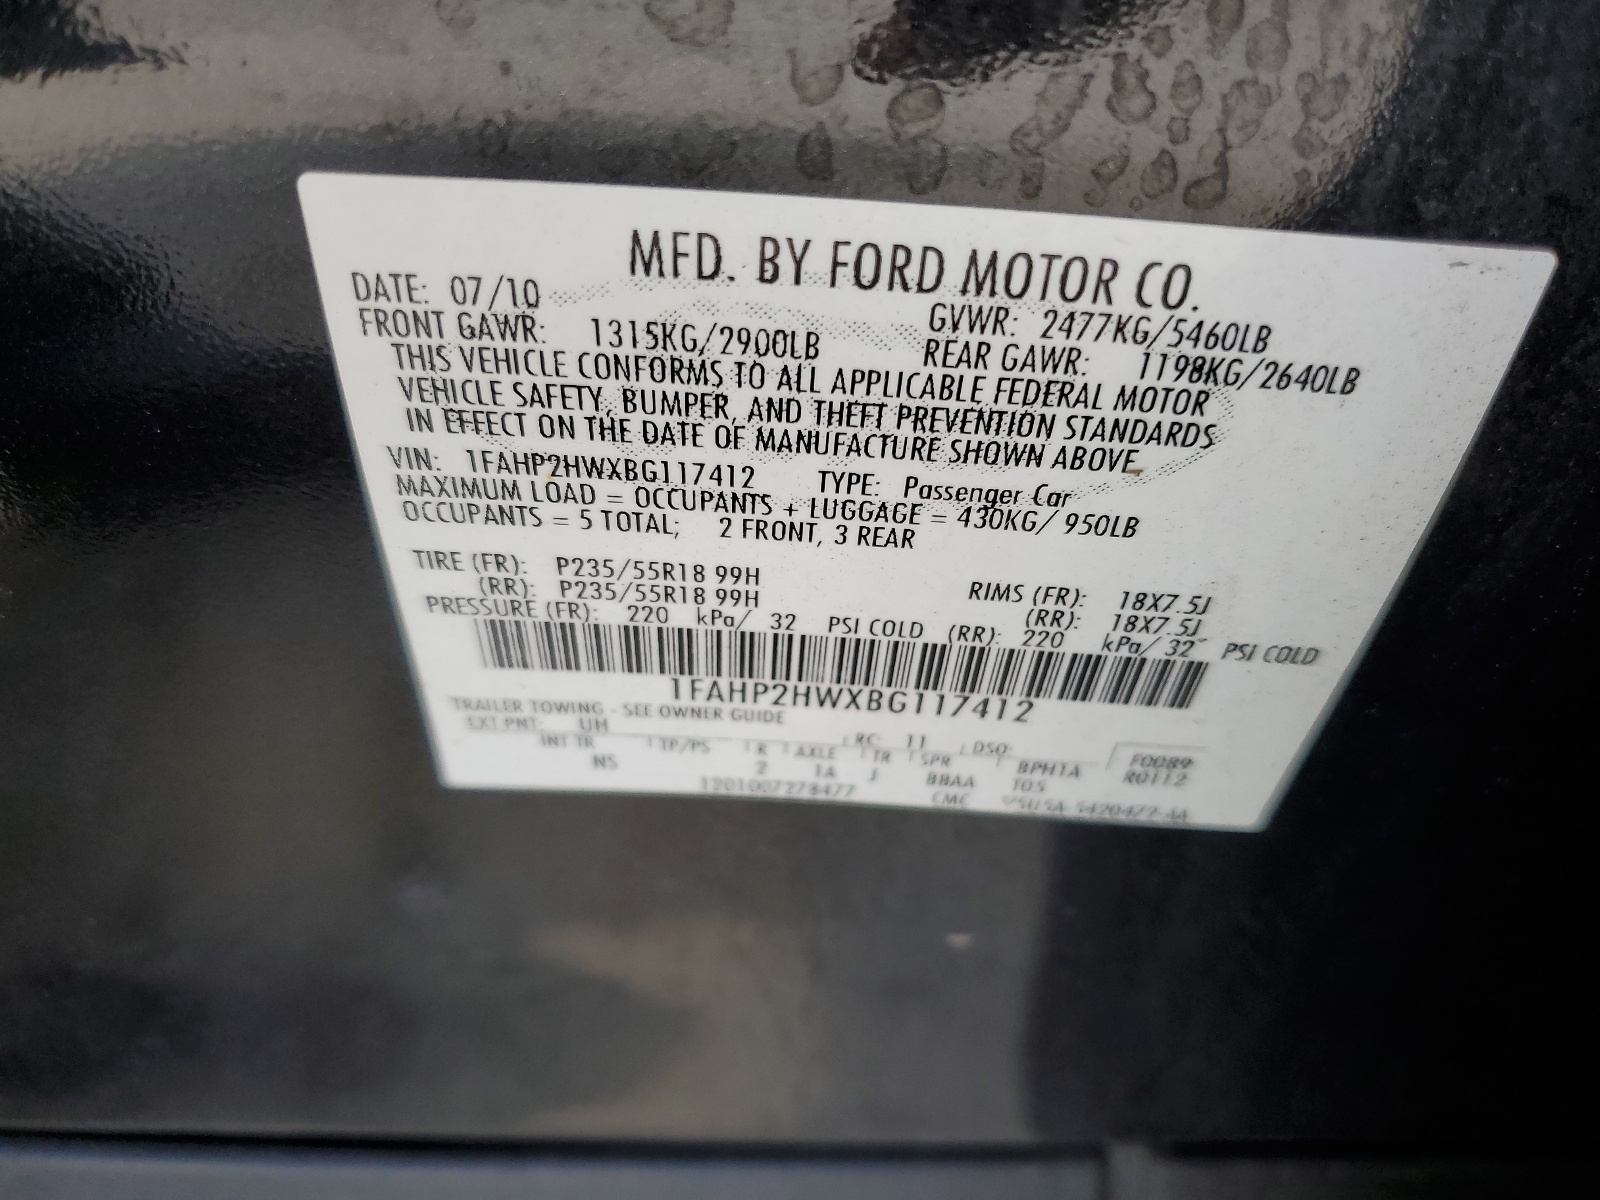 MFD. BY FORD MOTOR CO.
DATE: 07/10 GVWR: 2477KG/5460LB
FRONT GAWR: 1315KG/2900LB REAR GAWR: 1198KG/2640LB
THIS VEHICLE CONFORMS TO ALL APPLICABLE FEDERAL MOTOR
VEHICLE SAFETY, BUMPER, AND THEFT PREVENTION STANDARDS
IN EFFECT ON THE DATE OF MANUFACTURE SHOWN ABOVE.
VIN: 1FAHP2HWXBG117412 TYPE: Passenger Car
MAXIMUM LOAD = OCCUPANTS + LUGGAGE = 430KG/ 950LB
OCCUPANTS = 5 TOTAL; 2 FRONT, 3 REAR
TIRE (FR): P235/55R18 99H RIMS (FR): 18X7.5J
(RR): P235/55R18 99H (RR): 18X7.5J
PRESSURE (FR): 220 kPa/ 32 PSI COLD (RR): 220 kPa/ 32 PSI COLD
1FAHP2HWXBG117412
TRAILER TOWING - SEE OWNER GUIDE
EXT PNT: UH RC: 11 DSO: F0089
INT TR TP/PS R AXLE TR SPR BPH1A R0112
NS 2 1A J BBAA
1201007278477 CMC